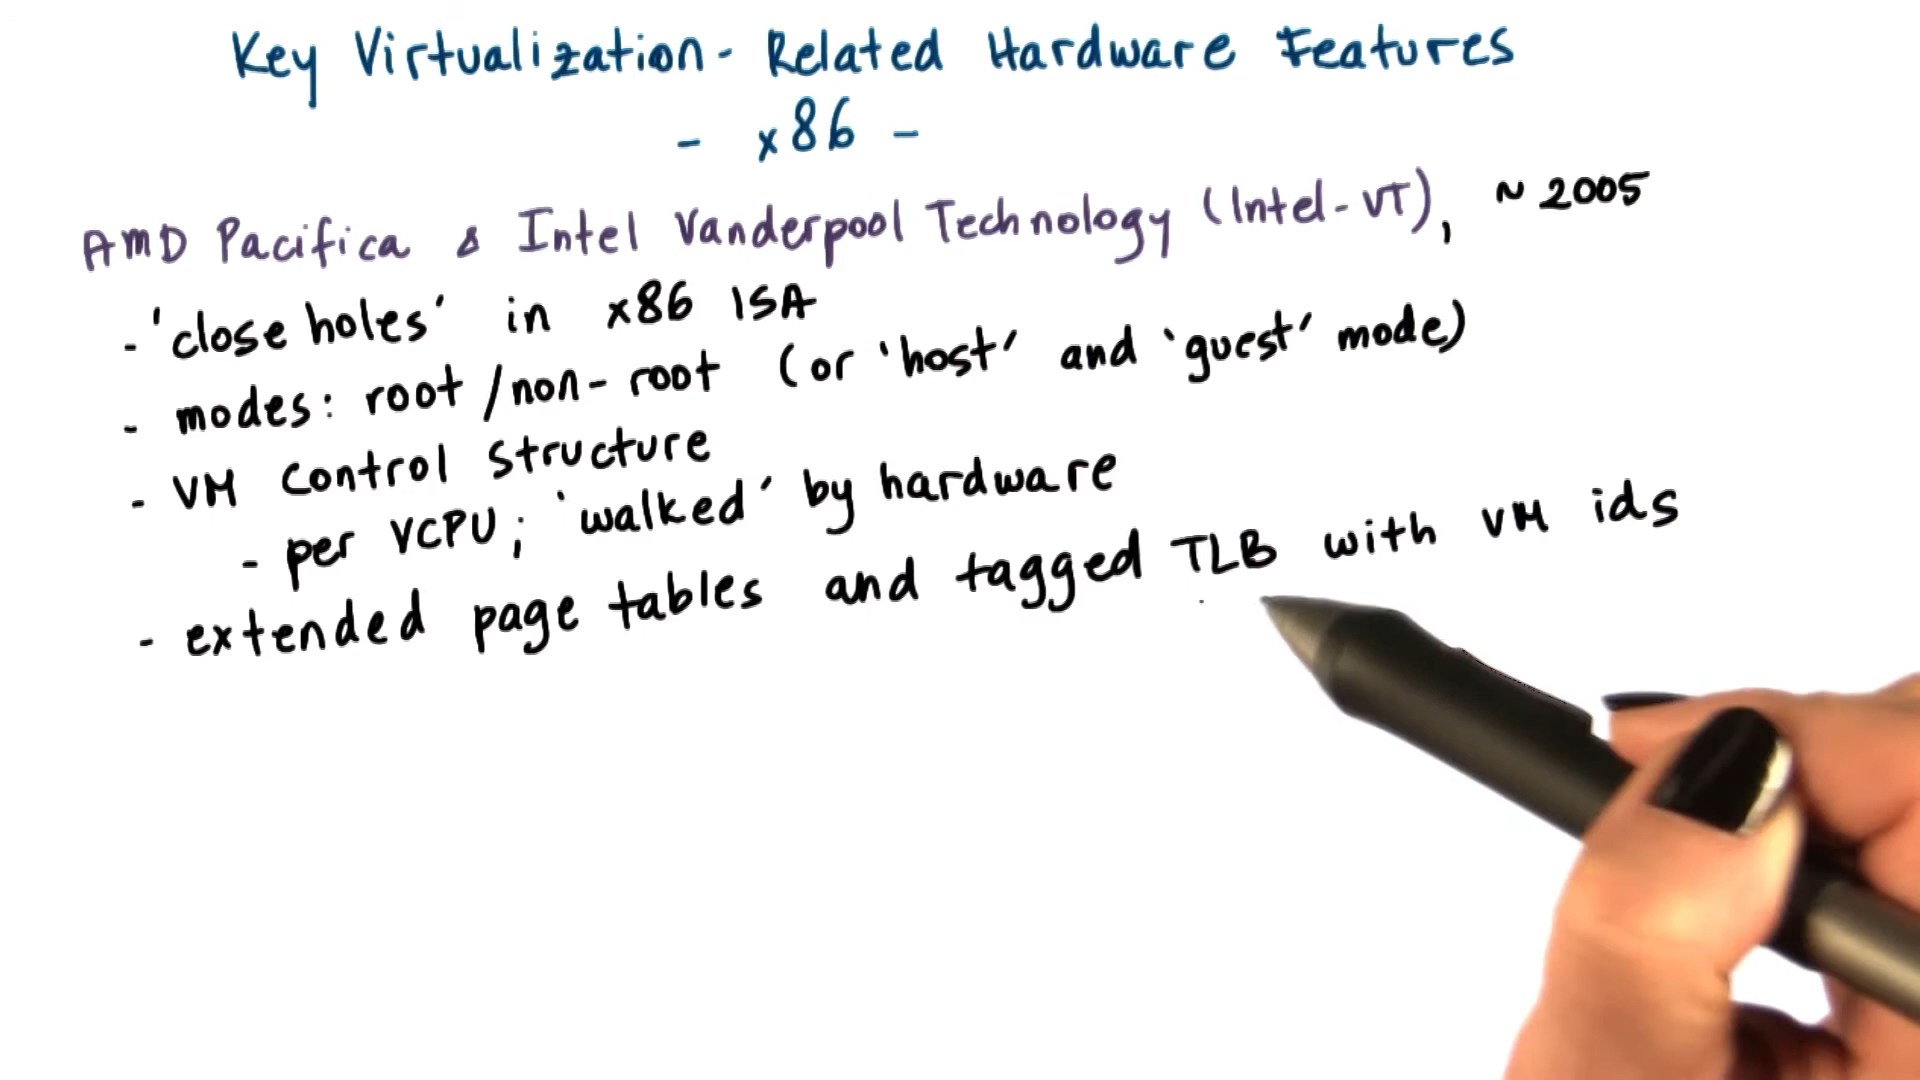 Key Virtualization-Related Hardware Features
- x86 -
AMD Pacifica & Intel Vanderpool Technology (Intel-VT), ~2005
- 'close holes' in x86 ISA
- modes: root/non-root (or 'host' and 'guest' mode)
- VM Control Structure
- per VCPU; 'walked' by hardware
- extended page tables and tagged TLB with VM ids